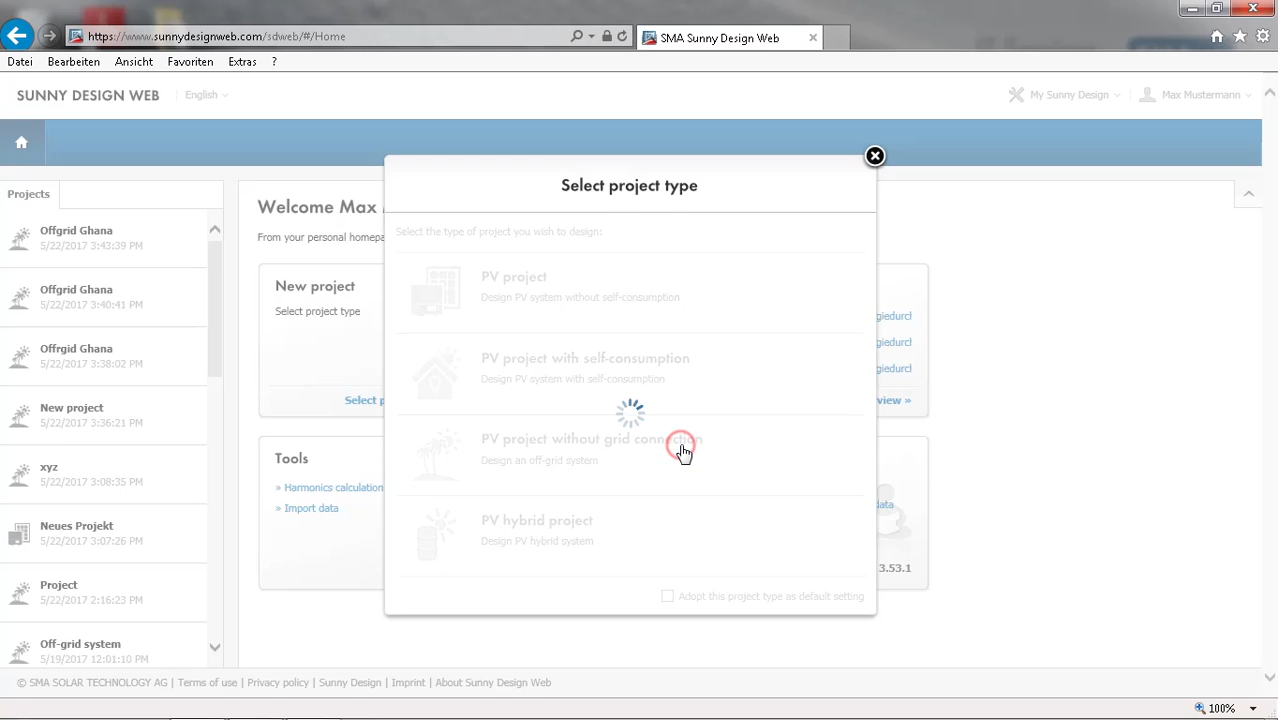 https://www.sunnydesignweb.com/sdweb/#/Home
SMA Sunny Design Web
Datei Bearbeiten Ansicht Favoriten Extras ?
SUNNY DESIGN WEB English
My Sunny Design Max Mustermann
Projects
Offgrid Ghana
5/22/2017 3:43:39 PM
Offgrid Ghana
5/22/2017 3:40:41 PM
Offrgid Ghana
5/22/2017 3:38:02 PM
New project
5/22/2017 3:36:21 PM
xyz
5/22/2017 3:08:35 PM
Neues Projekt
5/22/2017 3:07:26 PM
Project
5/22/2017 2:16:23 PM
Off-grid system
5/19/2017 12:01:10 PM
Welcome Max
From your personal homepa
New project
Select project type
Select p
Tools
» Harmonics calculation
» Import data
Select project type
Select the type of project you wish to design:
PV project
Design PV system without self-consumption
PV project with self-consumption
Design PV system with self-consumption
PV project without grid connection
Design an off-grid system
PV hybrid project
Design PV hybrid system
Adopt this project type as default setting
giedurcl
giedurcl
giedurcl
view »
data
3.53.1
© SMA SOLAR TECHNOLOGY AG | Terms of use | Privacy policy | Sunny Design | Imprint | About Sunny Design Web
100%